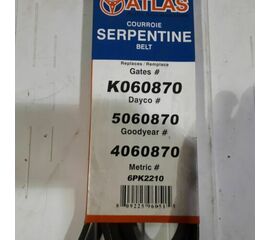 ATLAS
COURROIE
SERPENTINE
BELT
Replaces / Remplace
Gates #
K060870
Dayco #
5060870
Goodyear #
4060870
Metric #
6PK2210